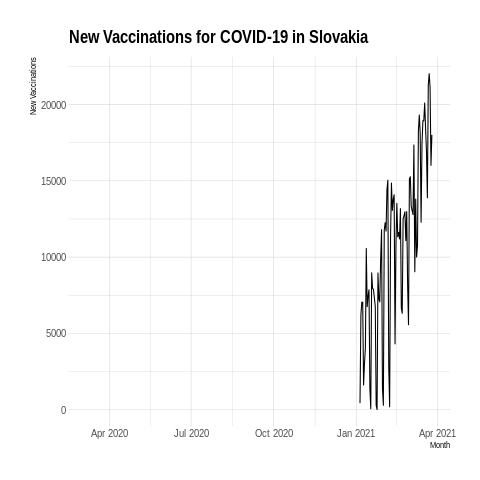 New Vaccinations for COVID-19 in Slovakia
New Vaccinations
20000
15000
10000
5000
0
Apr 2020 Jul 2020 Oct 2020 Jan 2021 Apr 2021
Month